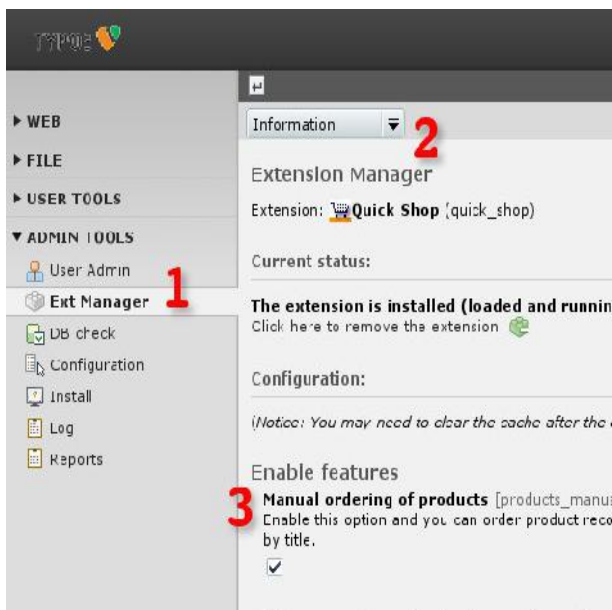 TYPO3
WEB
FILE
USER TOOLS
ADMIN TOOLS
User Admin
Ext Manager
1
DB check
Configuration
Install
Log
Reports
Information
2
Extension Manager
Extension: Quick Shop (quick_shop)
Current status:
The extension is installed (loaded and runnin
Click here to remove the extension
Configuration:
(Notice: You may need to clear the cache after the
Enable features
3
Manual ordering of products [products_manua
Enable this option and you can order product reco
by title.